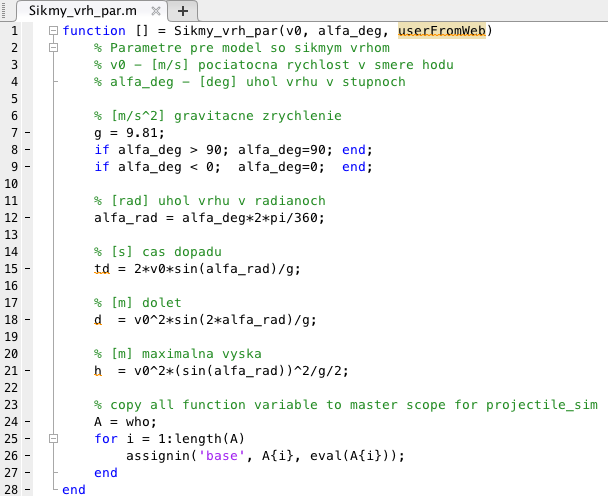 Sikmy_vrh_par.m × +
1 function [] = Sikmy_vrh_par(v0, alfa_deg, userFromWeb)
2 % Parametre pre model so sikmym vrhom
3 % v0 – [m/s] pociatocna rychlost v smere hodu
4 % alfa_deg – [deg] uhol vrhu v stupnoch
5
6 % [m/s^2] gravitacne zrychlenie
7 – g = 9.81;
8 – if alfa_deg > 90; alfa_deg=90; end;
9 – if alfa_deg < 0;  alfa_deg=0;  end;
10
11 % [rad] uhol vrhu v radianoch
12 – alfa_rad = alfa_deg*2*pi/360;
13
14 % [s] cas dopadu
15 – td = 2*v0*sin(alfa_rad)/g;
16
17 % [m] dolet
18 – d  = v0^2*sin(2*alfa_rad)/g;
19
20 % [m] maximalna vyska
21 – h  = v0^2*(sin(alfa_rad))^2/g/2;
22
23 % copy all function variable to master scope for projectile_sim
24 – A = who;
25 – for i = 1:length(A)
26 – assignin('base', A{i}, eval(A{i}));
27 – end
28 – end